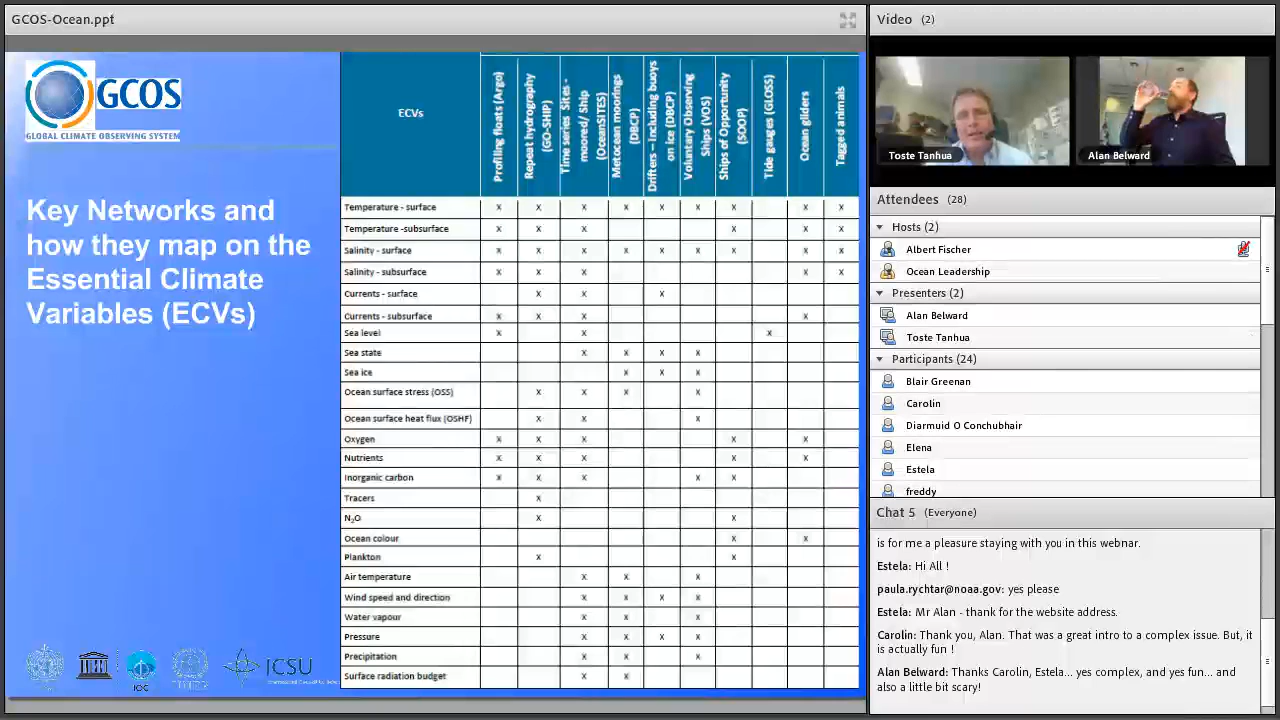 GCOS-Ocean.ppt
GCOS
GLOBAL CLIMATE OBSERVING SYSTEM
Key Networks and
how they map on the
Essential Climate
Variables (ECVs)
IOC
ICSU
ECVs
Profiling floats (Argo)
Repeat hydrography
(GO-SHIP)
Time series Sites -
moored/ Ship
(OceanSITES)
Metocean moorings
(DBCP)
Drifters – Including buoys
on ice (DBCP)
Voluntary Observing
Ships (VOS)
Ships of Opportunity
(SOOP)
Tide gauges (GLOSS)
Ocean gliders
Tagged animals
Temperature - surface x x x x x x x x x
Temperature -subsurface x x x x x x
Salinity - surface x x x x x x x x x
Salinity - subsurface x x x x x
Currents - surface x x x
Currents - subsurface x x x x
Sea level x x x
Sea state x x x x
Sea ice x x x
Ocean surface stress (OSS) x x x x
Ocean surface heat flux (OSHF) x x x
Oxygen x x x x x
Nutrients x x x x x
Inorganic carbon x x x x x
Tracers x
N₂O x x
Ocean colour x x
Plankton x x
Air temperature x x x
Wind speed and direction x x x x
Water vapour x x x
Pressure x x x x
Precipitation x x x
Surface radiation budget x x
Video (2)
Toste Tanhua
Alan Belward
Attendees (28)
Hosts (2)
Albert Fischer
Ocean Leadership
Presenters (2)
Alan Belward
Toste Tanhua
Participants (24)
Blair Greenan
Carolin
Diarmuid O Conchubhair
Elena
Estela
freddy
Chat 5 (Everyone)
is for me a pleasure staying with you in this webnar.
Estela: Hi All !
paula.rychtar@noaa.gov: yes please
Estela: Mr Alan - thank for the website address.
Carolin: Thank you, Alan. That was a great intro to a complex issue. But, it
is actually fun !
Alan Belward: Thanks Carolin, Estela... yes complex, and yes fun... and
also a little bit scary!